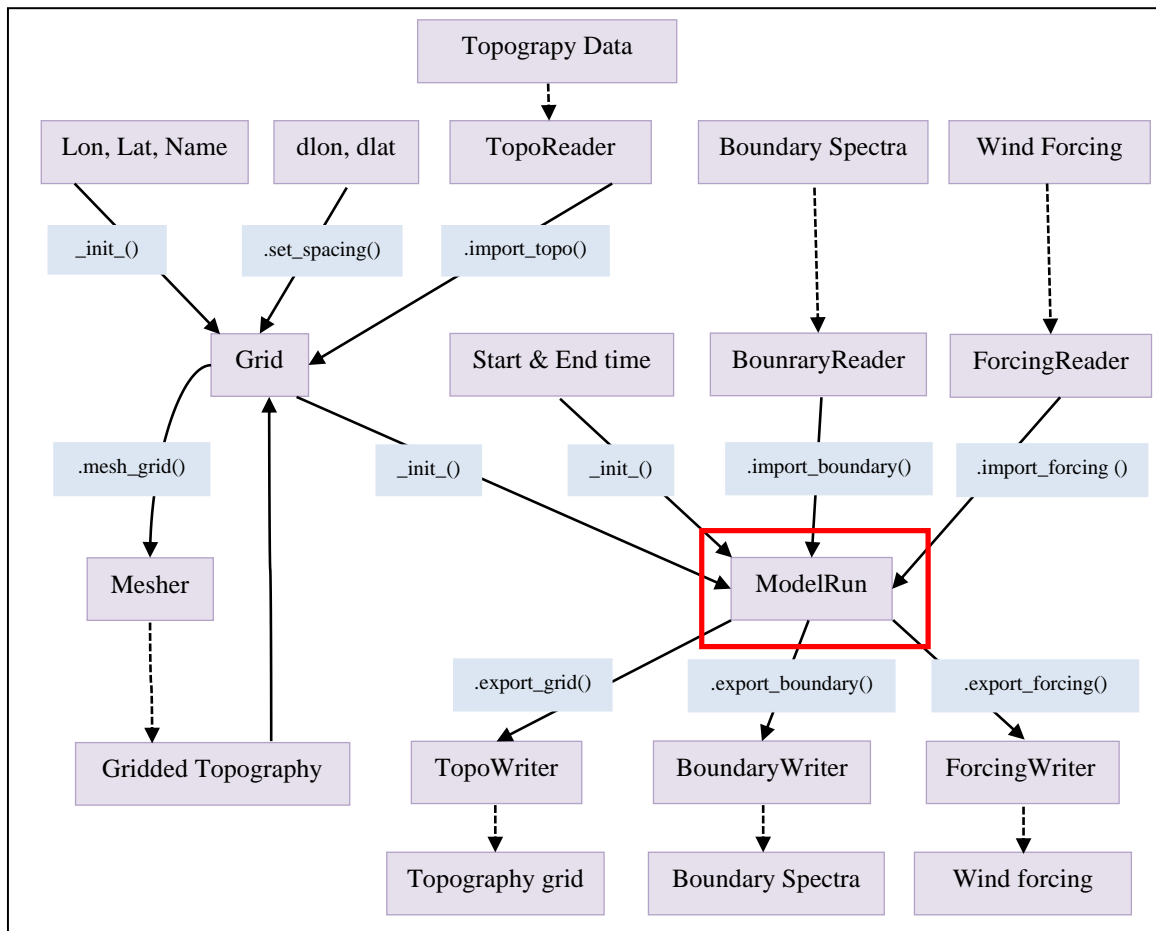 Topograpy Data
Lon, Lat, Name
dlon, dlat
TopoReader
Boundary Spectra
Wind Forcing
_init_()
.set_spacing()
.import_topo()
Grid
Start & End time
BounraryReader
ForcingReader
.mesh_grid()
_init_()
_init_()
.import_boundary()
.import_forcing ()
Mesher
ModelRun
.export_grid()
.export_boundary()
.export_forcing()
Gridded Topography
TopoWriter
BoundaryWriter
ForcingWriter
Topography grid
Boundary Spectra
Wind forcing